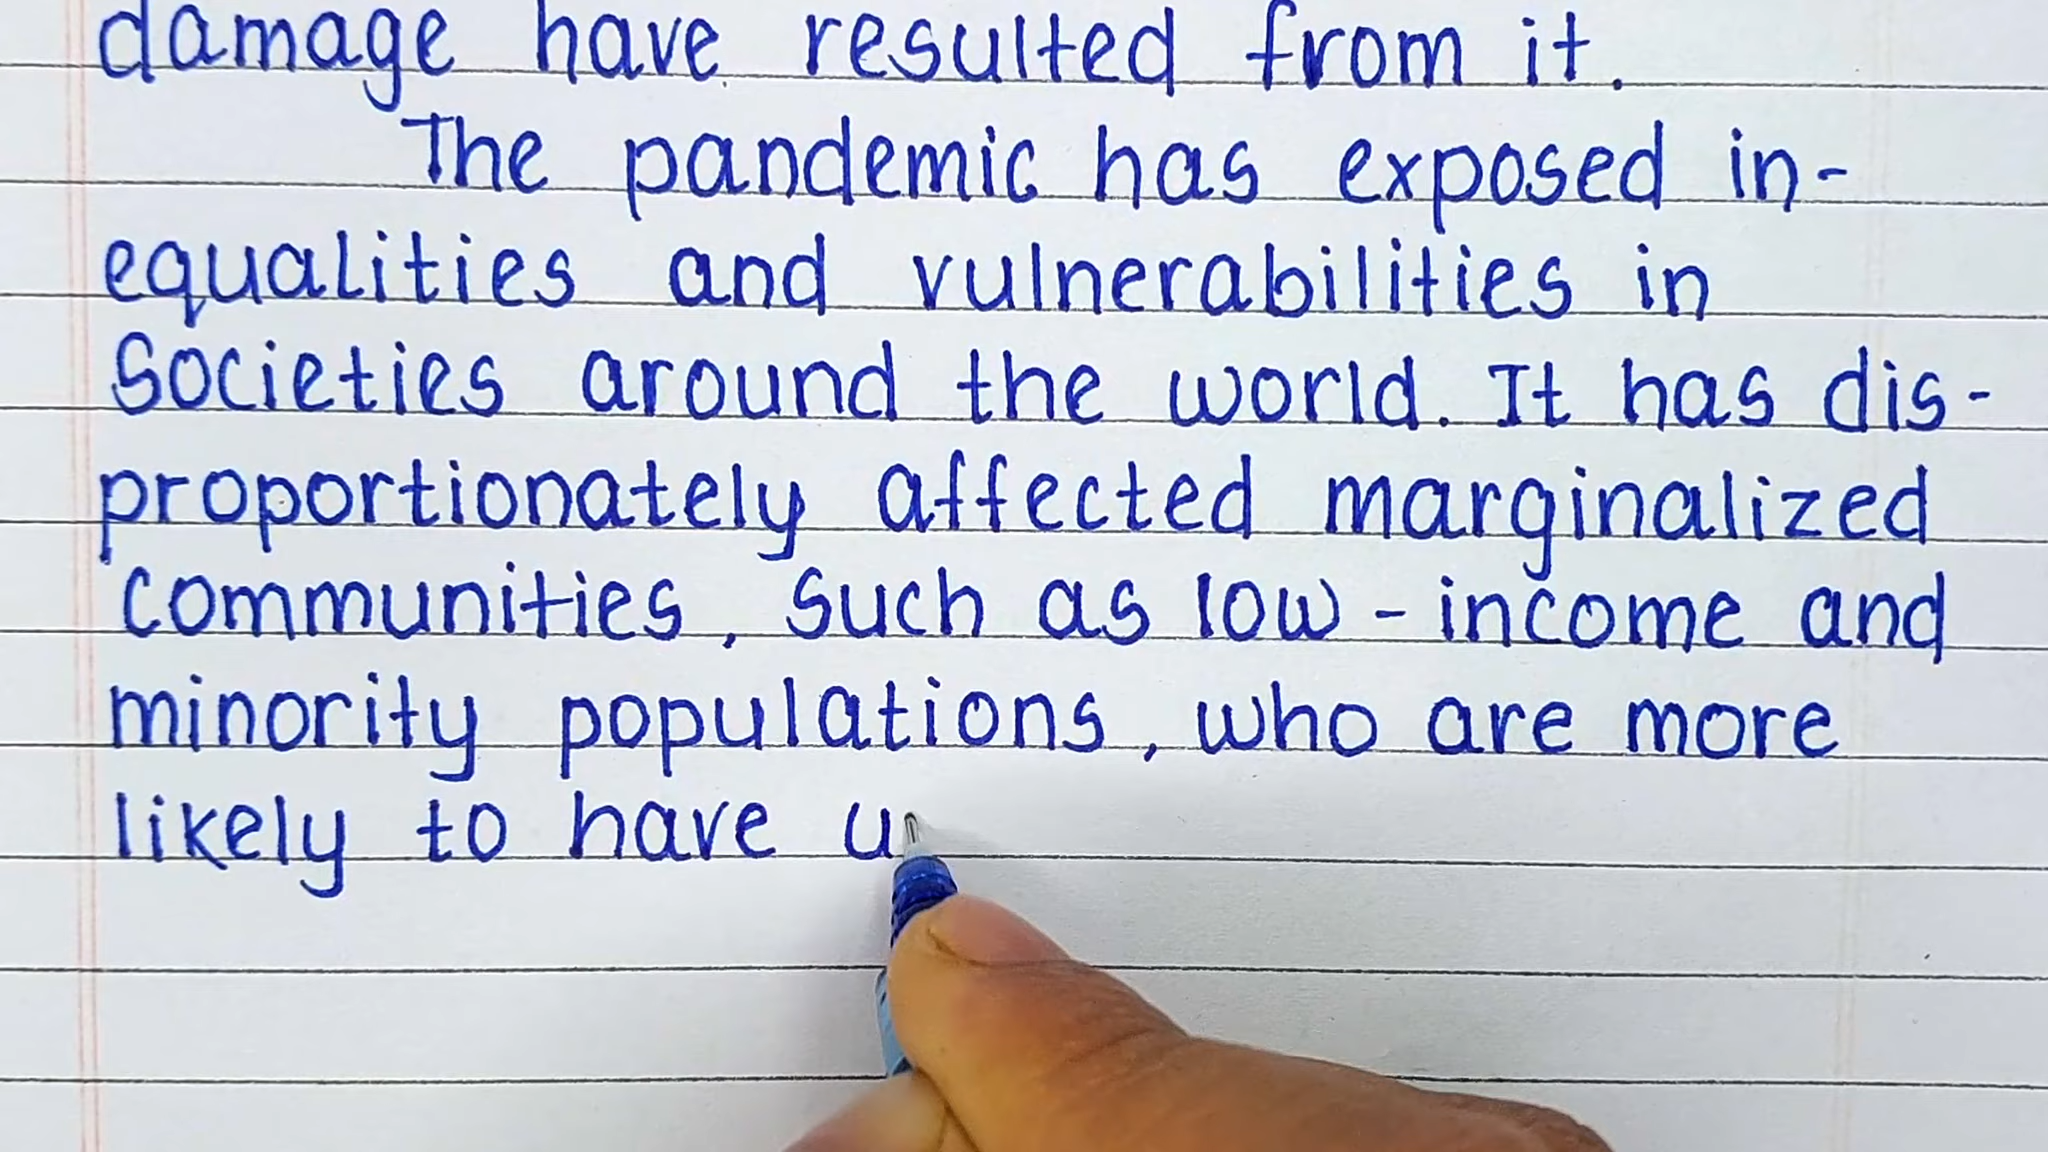 damage have resulted from it.
The pandemic has exposed in-
equalities and vulnerabilities in
Societies around the world. It has dis-
proportionately affected marginalized
communities, such as low-income and
minority populations, who are more
likely to have u